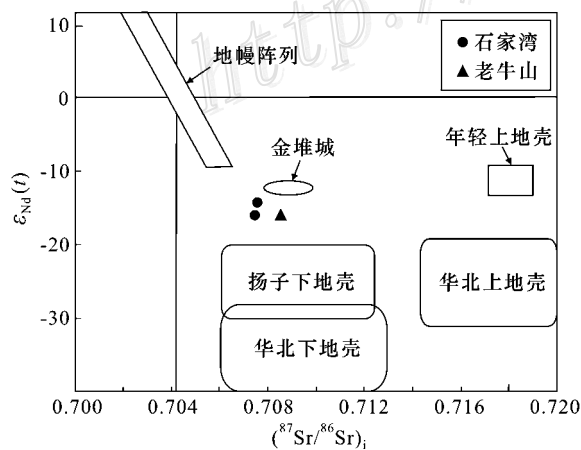 http://
10
地幔阵列
● 石家湾
▲ 老牛山
0
年轻上地壳
金堆城
-10
-20
扬子下地壳
华北上地壳
-30
华北下地壳
εNd(t)
0.700 0.704 0.708 0.712 0.716 0.720
(⁸⁷Sr/⁸⁶Sr)i